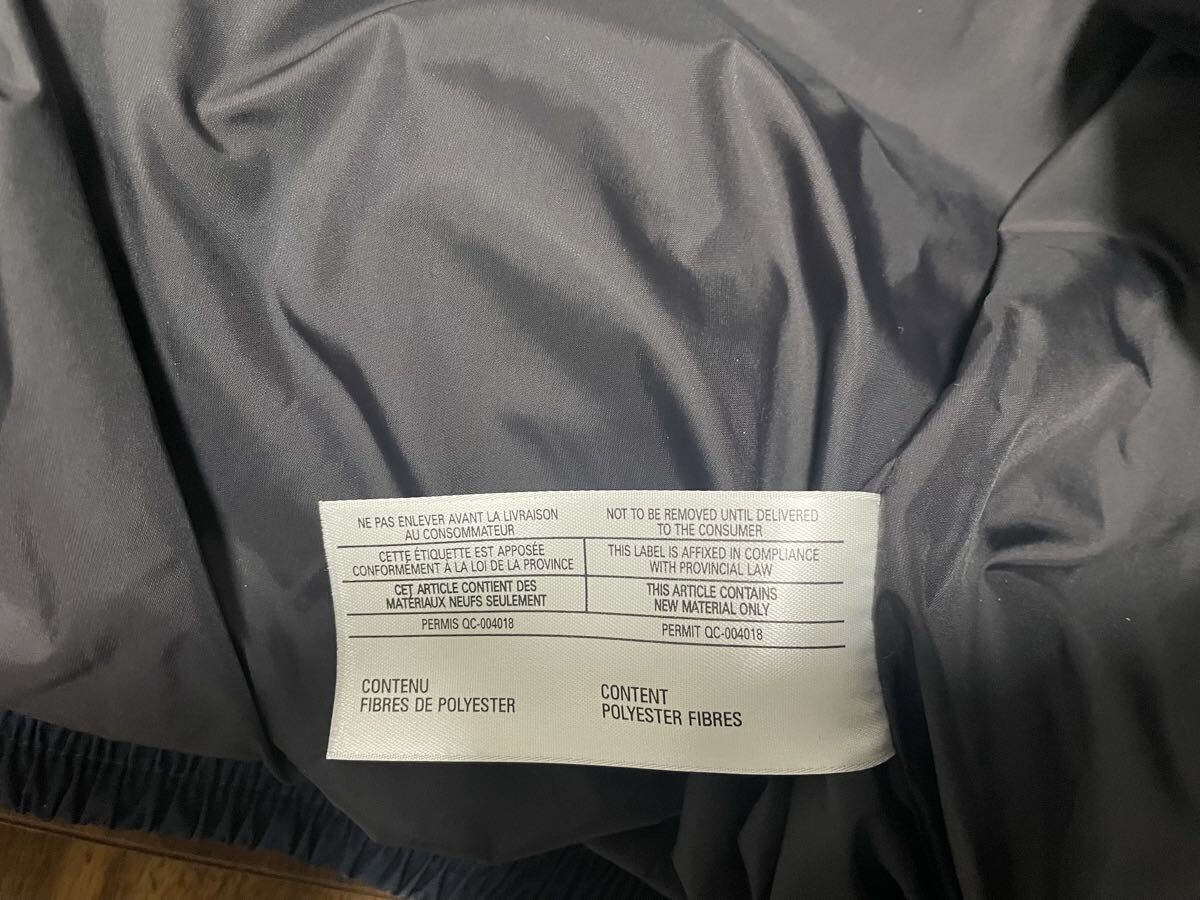 NE PAS ENLEVER AVANT LA LIVRAISON
AU CONSOMMATEUR
CETTE ÉTIQUETTE EST APPOSÉE
CONFORMÉMENT À LA LOI DE LA PROVINCE
CET ARTICLE CONTIENT DES
MATÉRIAUX NEUFS SEULEMENT
PERMIS QC-004018
CONTENU
FIBRES DE POLYESTER
NOT TO BE REMOVED UNTIL DELIVERED
TO THE CONSUMER
THIS LABEL IS AFFIXED IN COMPLIANCE
WITH PROVINCIAL LAW
THIS ARTICLE CONTAINS
NEW MATERIAL ONLY
PERMIT QC-004018
CONTENT
POLYESTER FIBRES